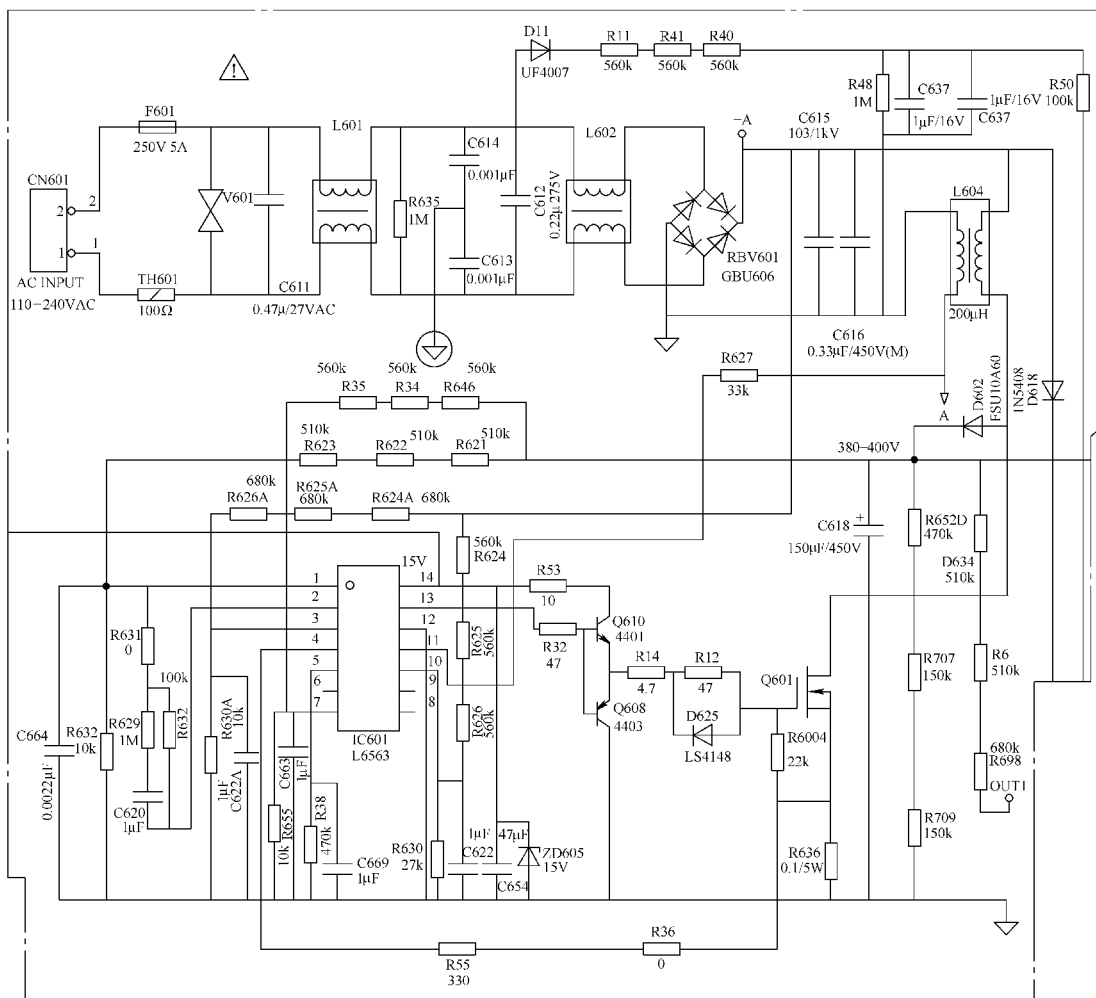 D11
UF4007
R11
560k
R41
560k
R40
560k
R48
1M
C637
1μF/16V
1μF/16V
C637
R50
100k
F601
250V 5A
CN601
2
2
1
1
AC INPUT
110−240VAC
TH601
100Ω
V601
C611
0.47μ/27VAC
L601
R635
1M
C614
0.001μF
C613
0.001μF
C612
0.22μ 275V
L602
RBV601
GBU606
−A
C615
103/1kV
C616
0.33μF/450V(M)
L604
200μH
A
R627
33k
D602
FSU10A60
1N5408
D618
560k
560k
560k
R35
R34
R646
510k
510k
510k
R623
R622
R621
380−400V
680k
R626A
R625A
680k
R624A
680k
560k
R624
15V
1
2
3
4
5
6
7
14
13
12
11
10
9
8
IC601
L6563
R53
10
R32
47
Q610
4401
Q608
4403
R14
4.7
R12
47
D625
LS4148
Q601
R6004
22k
R636
0.1/5W
C618
+
150μF/450V
R652D
470k
D634
510k
R707
150k
R6
510k
680k
R698
OUT1
R709
150k
R625
560k
R626
560k
R631
0
100k
R632
R629
1M
C620
1μF
C664
0.0022μF
R632
10k
R630A
10k
1μF
C622A
C663
1μF
R655
10k
R38
470k
C669
1μF
R630
27k
1μF
C622
47μF
C654
ZD605
15V
R55
330
R36
0